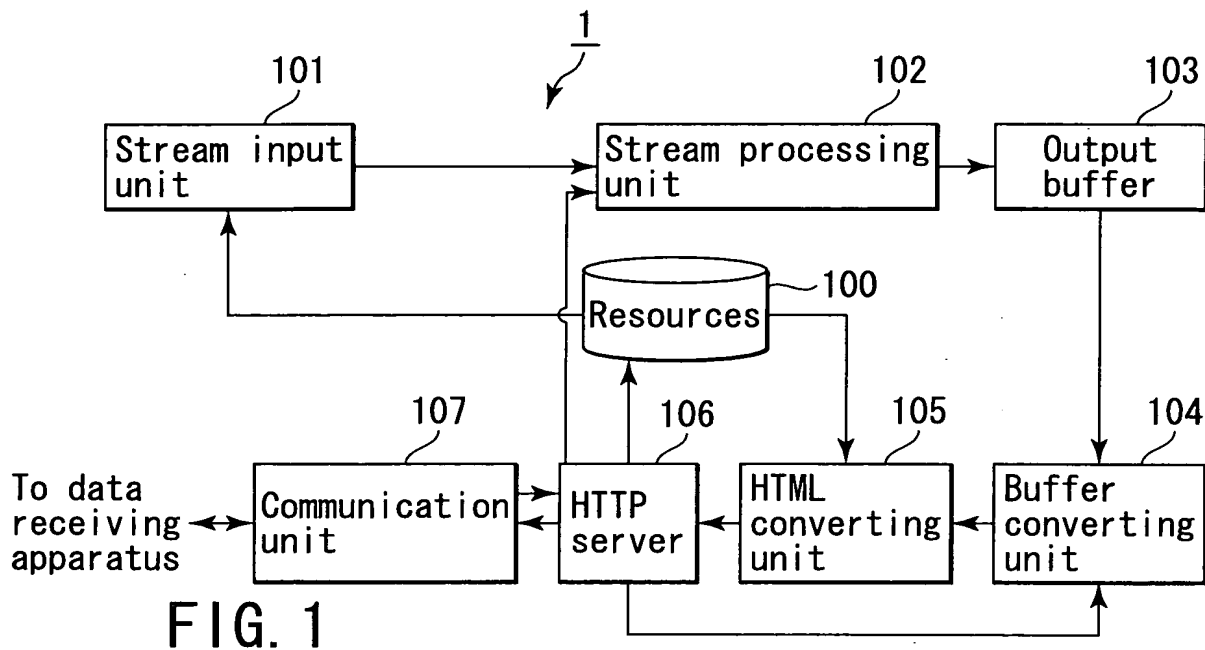 1
101
102
103
Stream input
unit
Stream processing
unit
Output
buffer
100
Resources
107
106
105
104
To data
receiving
apparatus
Communication
unit
HTTP
server
HTML
converting
unit
Buffer
converting
unit
FIG. 1